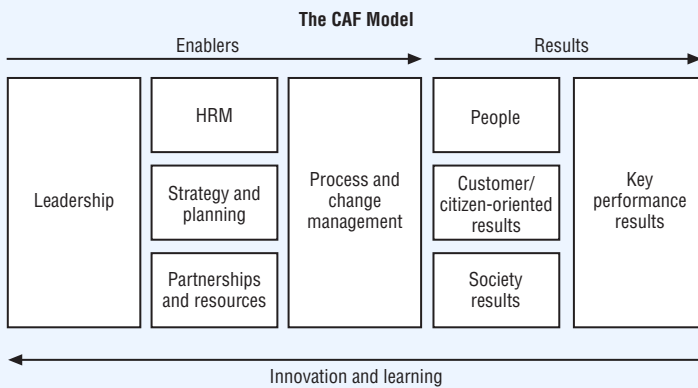 The CAF Model
Enablers
Results
Leadership
HRM
Strategy and
planning
Partnerships
and resources
Process and
change
management
People
Customer/
citizen-oriented
results
Society
results
Key
performance
results
Innovation and learning